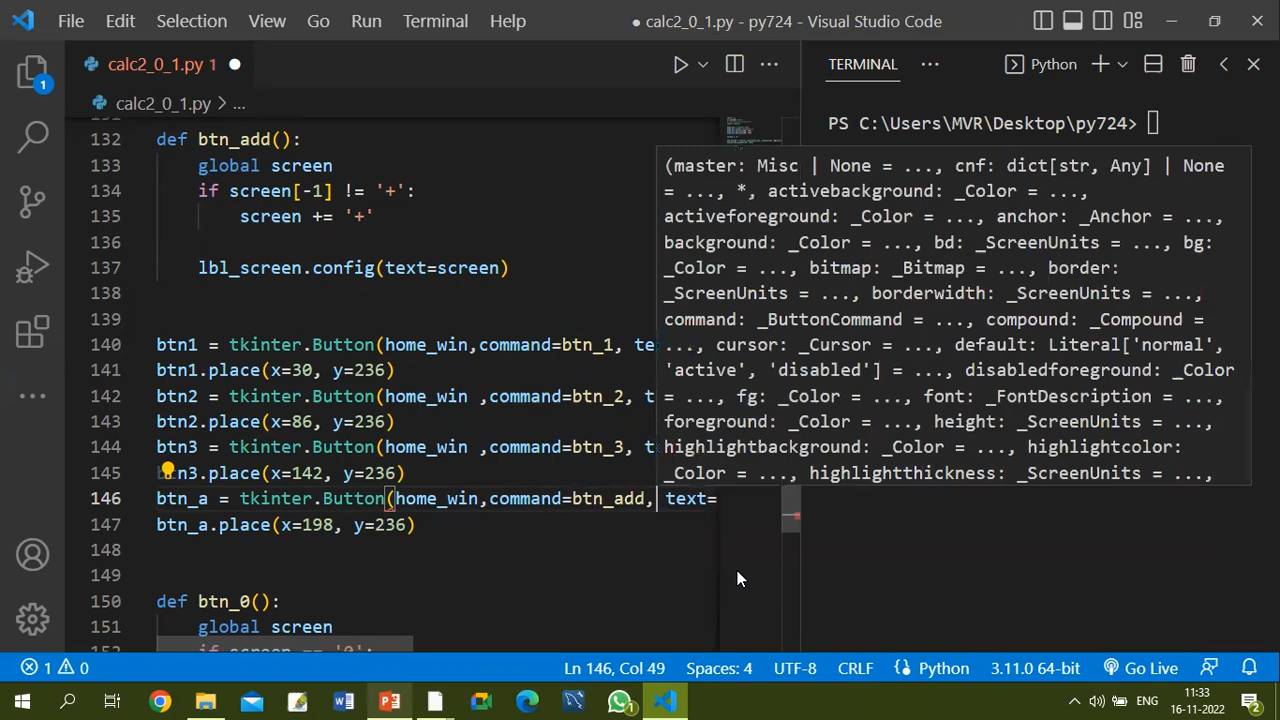 File Edit Selection View Go Run Terminal Help ● calc2_0_1.py - py724 - Visual Studio Code
calc2_0_1.py 1
TERMINAL
Python
calc2_0_1.py > ...
1
PS C:\Users\MVR\Desktop\py724>
132 def btn_add():
133 global screen
134 if screen[-1] != '+':
135 screen += '+'
136
137 lbl_screen.config(text=screen)
138
139
140 btn1 = tkinter.Button(home_win,command=btn_1, te
141 btn1.place(x=30, y=236)
142 btn2 = tkinter.Button(home_win ,command=btn_2, t
143 btn2.place(x=86, y=236)
144 btn3 = tkinter.Button(home_win,command=btn_3, te
145 btn3.place(x=142, y=236)
146 btn_a = tkinter.Button(home_win,command=btn_add, text=
147 btn_a.place(x=198, y=236)
148
149
150 def btn_0():
151 global screen
(master: Misc | None = ..., cnf: dict[str, Any] | None
= ..., *, activebackground: _Color = ...,
activeforeground: _Color = ..., anchor: _Anchor = ...,
background: _Color = ..., bd: _ScreenUnits = ..., bg:
_Color = ..., bitmap: _Bitmap = ..., border:
_ScreenUnits = ..., borderwidth: _ScreenUnits = ...,
command: _ButtonCommand = ..., compound: _Compound =
..., cursor: _Cursor = ..., default: Literal['normal',
'active', 'disabled'] = ..., disabledforeground: _Color
= ..., fg: _Color = ..., font: _FontDescription = ...,
foreground: _Color = ..., height: _ScreenUnits = ...,
highlightbackground: _Color = ..., highlightcolor:
_Color = ..., highlightthickness: _ScreenUnits = ...,
1 0 Ln 146, Col 49 Spaces: 4 UTF-8 CRLF Python 3.11.0 64-bit Go Live
ENG 11:33
16-11-2022 2